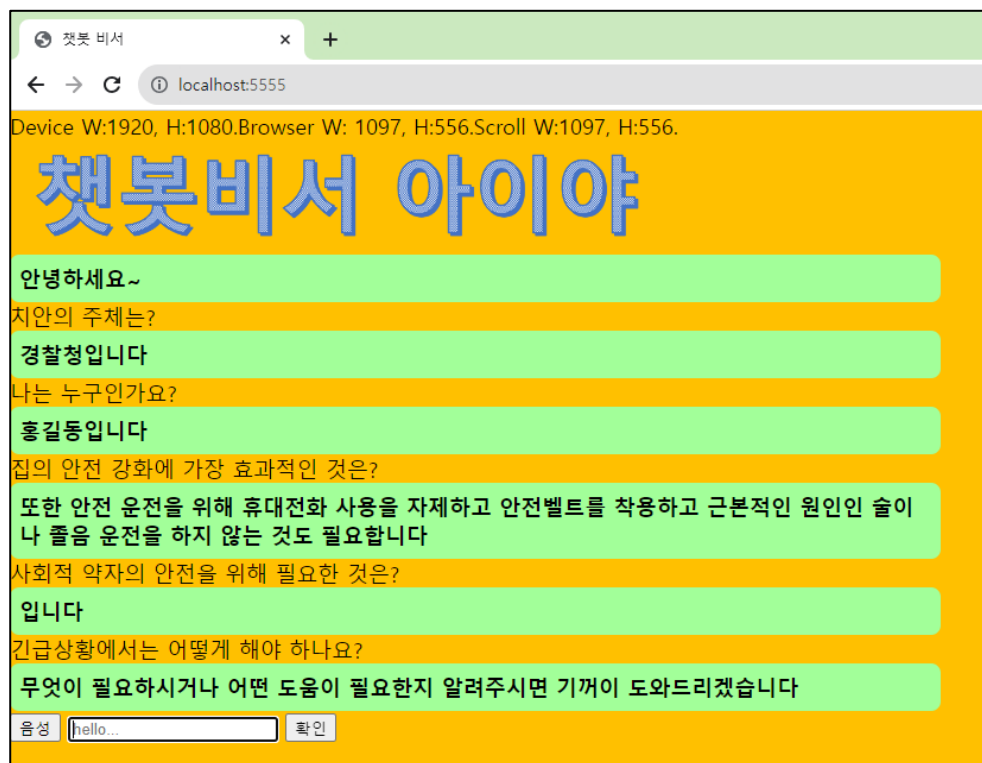 챗봇 비서
localhost:5555
Device W:1920, H:1080.Browser W: 1097, H:556.Scroll W:1097, H:556.
챗봇비서 아이야
안녕하세요~
치안의 주체는?
경찰청입니다
나는 누구인가요?
홍길동입니다
집의 안전 강화에 가장 효과적인 것은?
또한 안전 운전을 위해 휴대전화 사용을 자제하고 안전벨트를 착용하고 근본적인 원인인 술이
나 졸음 운전을 하지 않는 것도 필요합니다
사회적 약자의 안전을 위해 필요한 것은?
입니다
긴급상황에서는 어떻게 해야 하나요?
무엇이 필요하시거나 어떤 도움이 필요한지 알려주시면 기꺼이 도와드리겠습니다
음성 hello... 확인